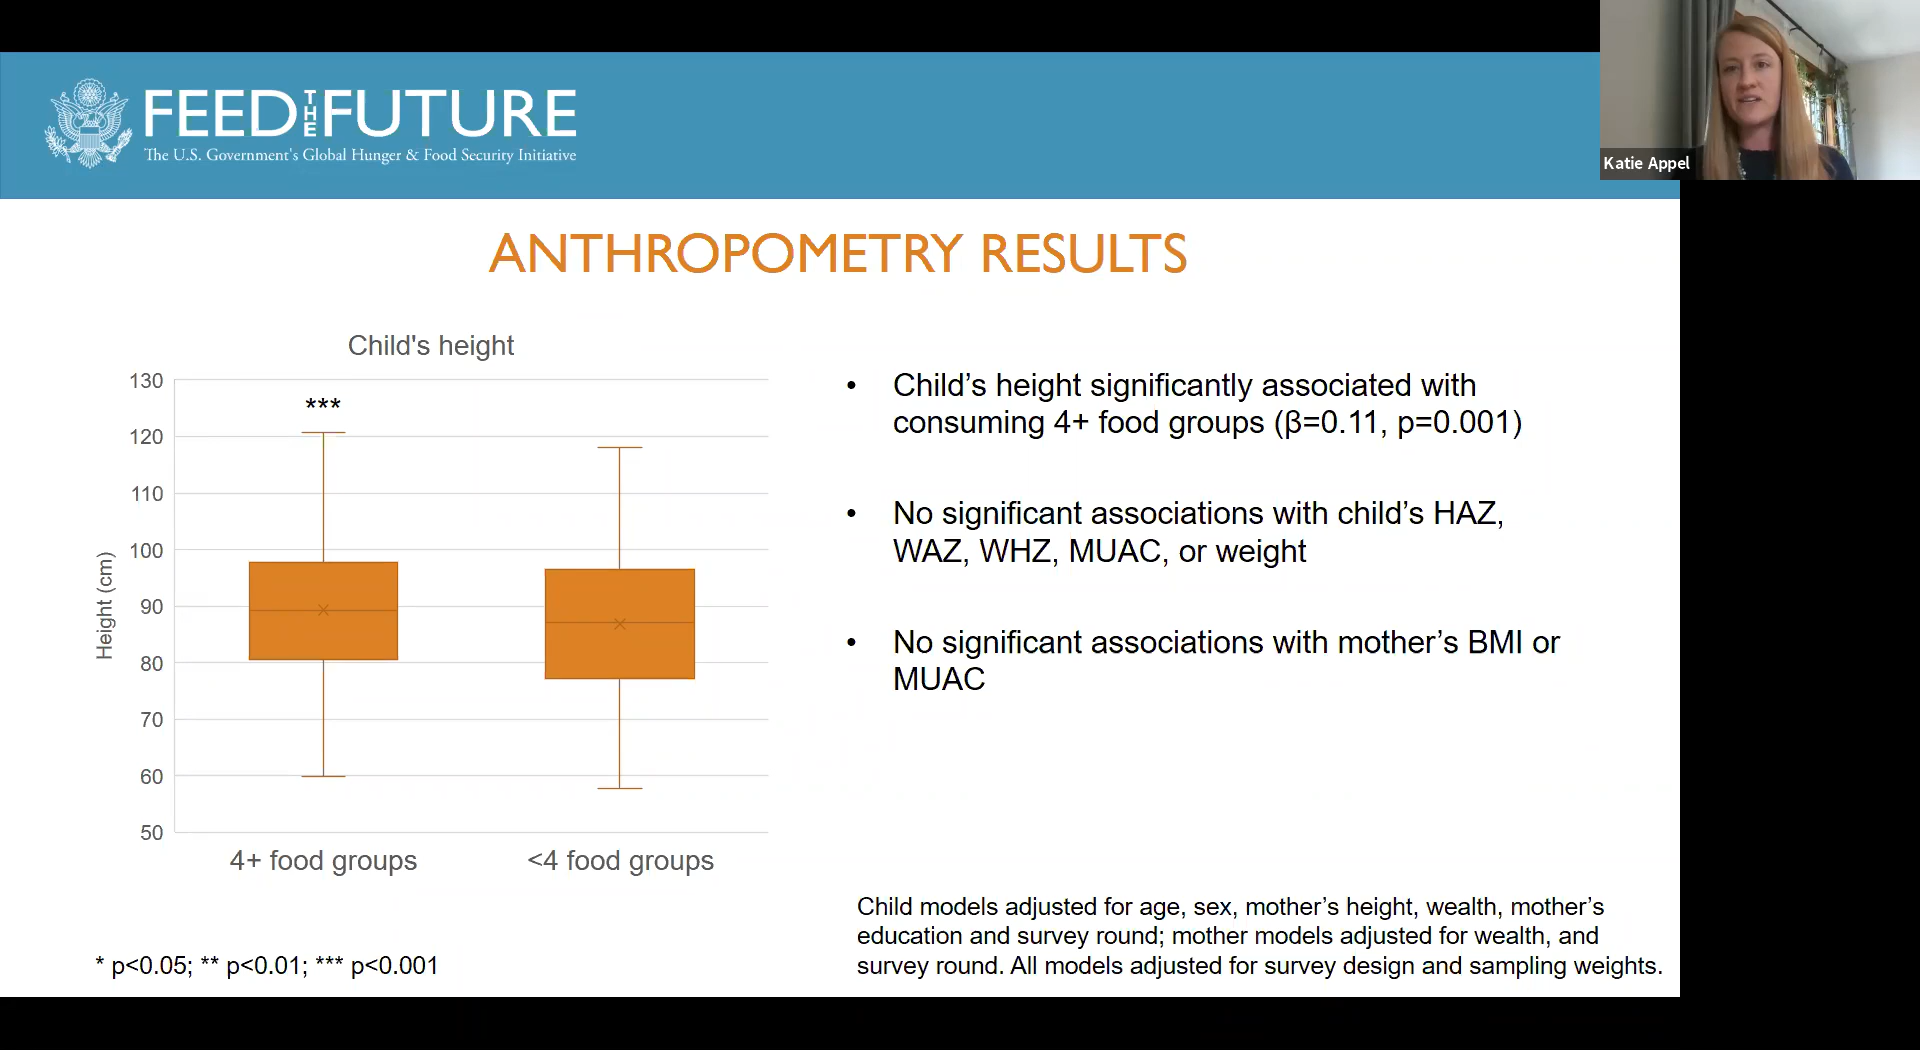 FEED THE FUTURE
The U.S. Government's Global Hunger & Food Security Initiative
Katie Appel
ANTHROPOMETRY RESULTS
Child's height
130
120
110
100
90
80
70
60
50
Height (cm)
***
4+ food groups
<4 food groups
* p<0.05; ** p<0.01; *** p<0.001
• Child’s height significantly associated with
consuming 4+ food groups (β=0.11, p=0.001)
• No significant associations with child’s HAZ,
WAZ, WHZ, MUAC, or weight
• No significant associations with mother’s BMI or
MUAC
Child models adjusted for age, sex, mother’s height, wealth, mother’s
education and survey round; mother models adjusted for wealth, and
survey round. All models adjusted for survey design and sampling weights.